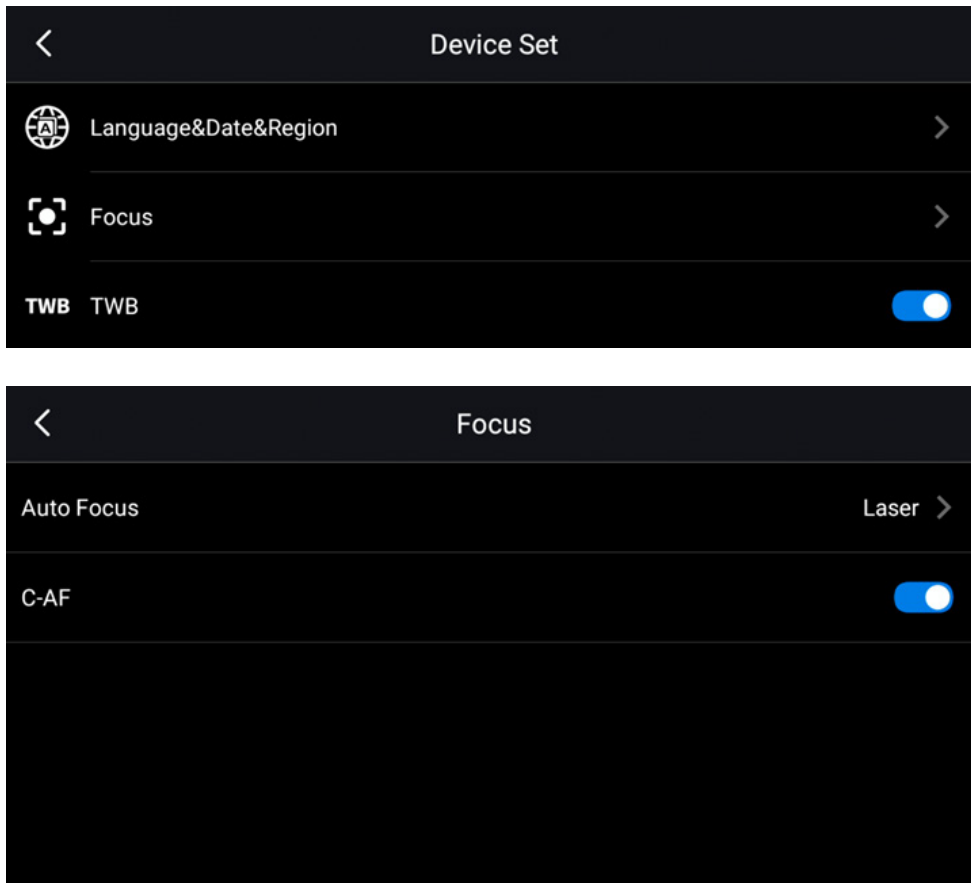 Device Set
A
Language&Date&Region
Focus
TWB TWB
Focus
Auto Focus Laser
C-AF